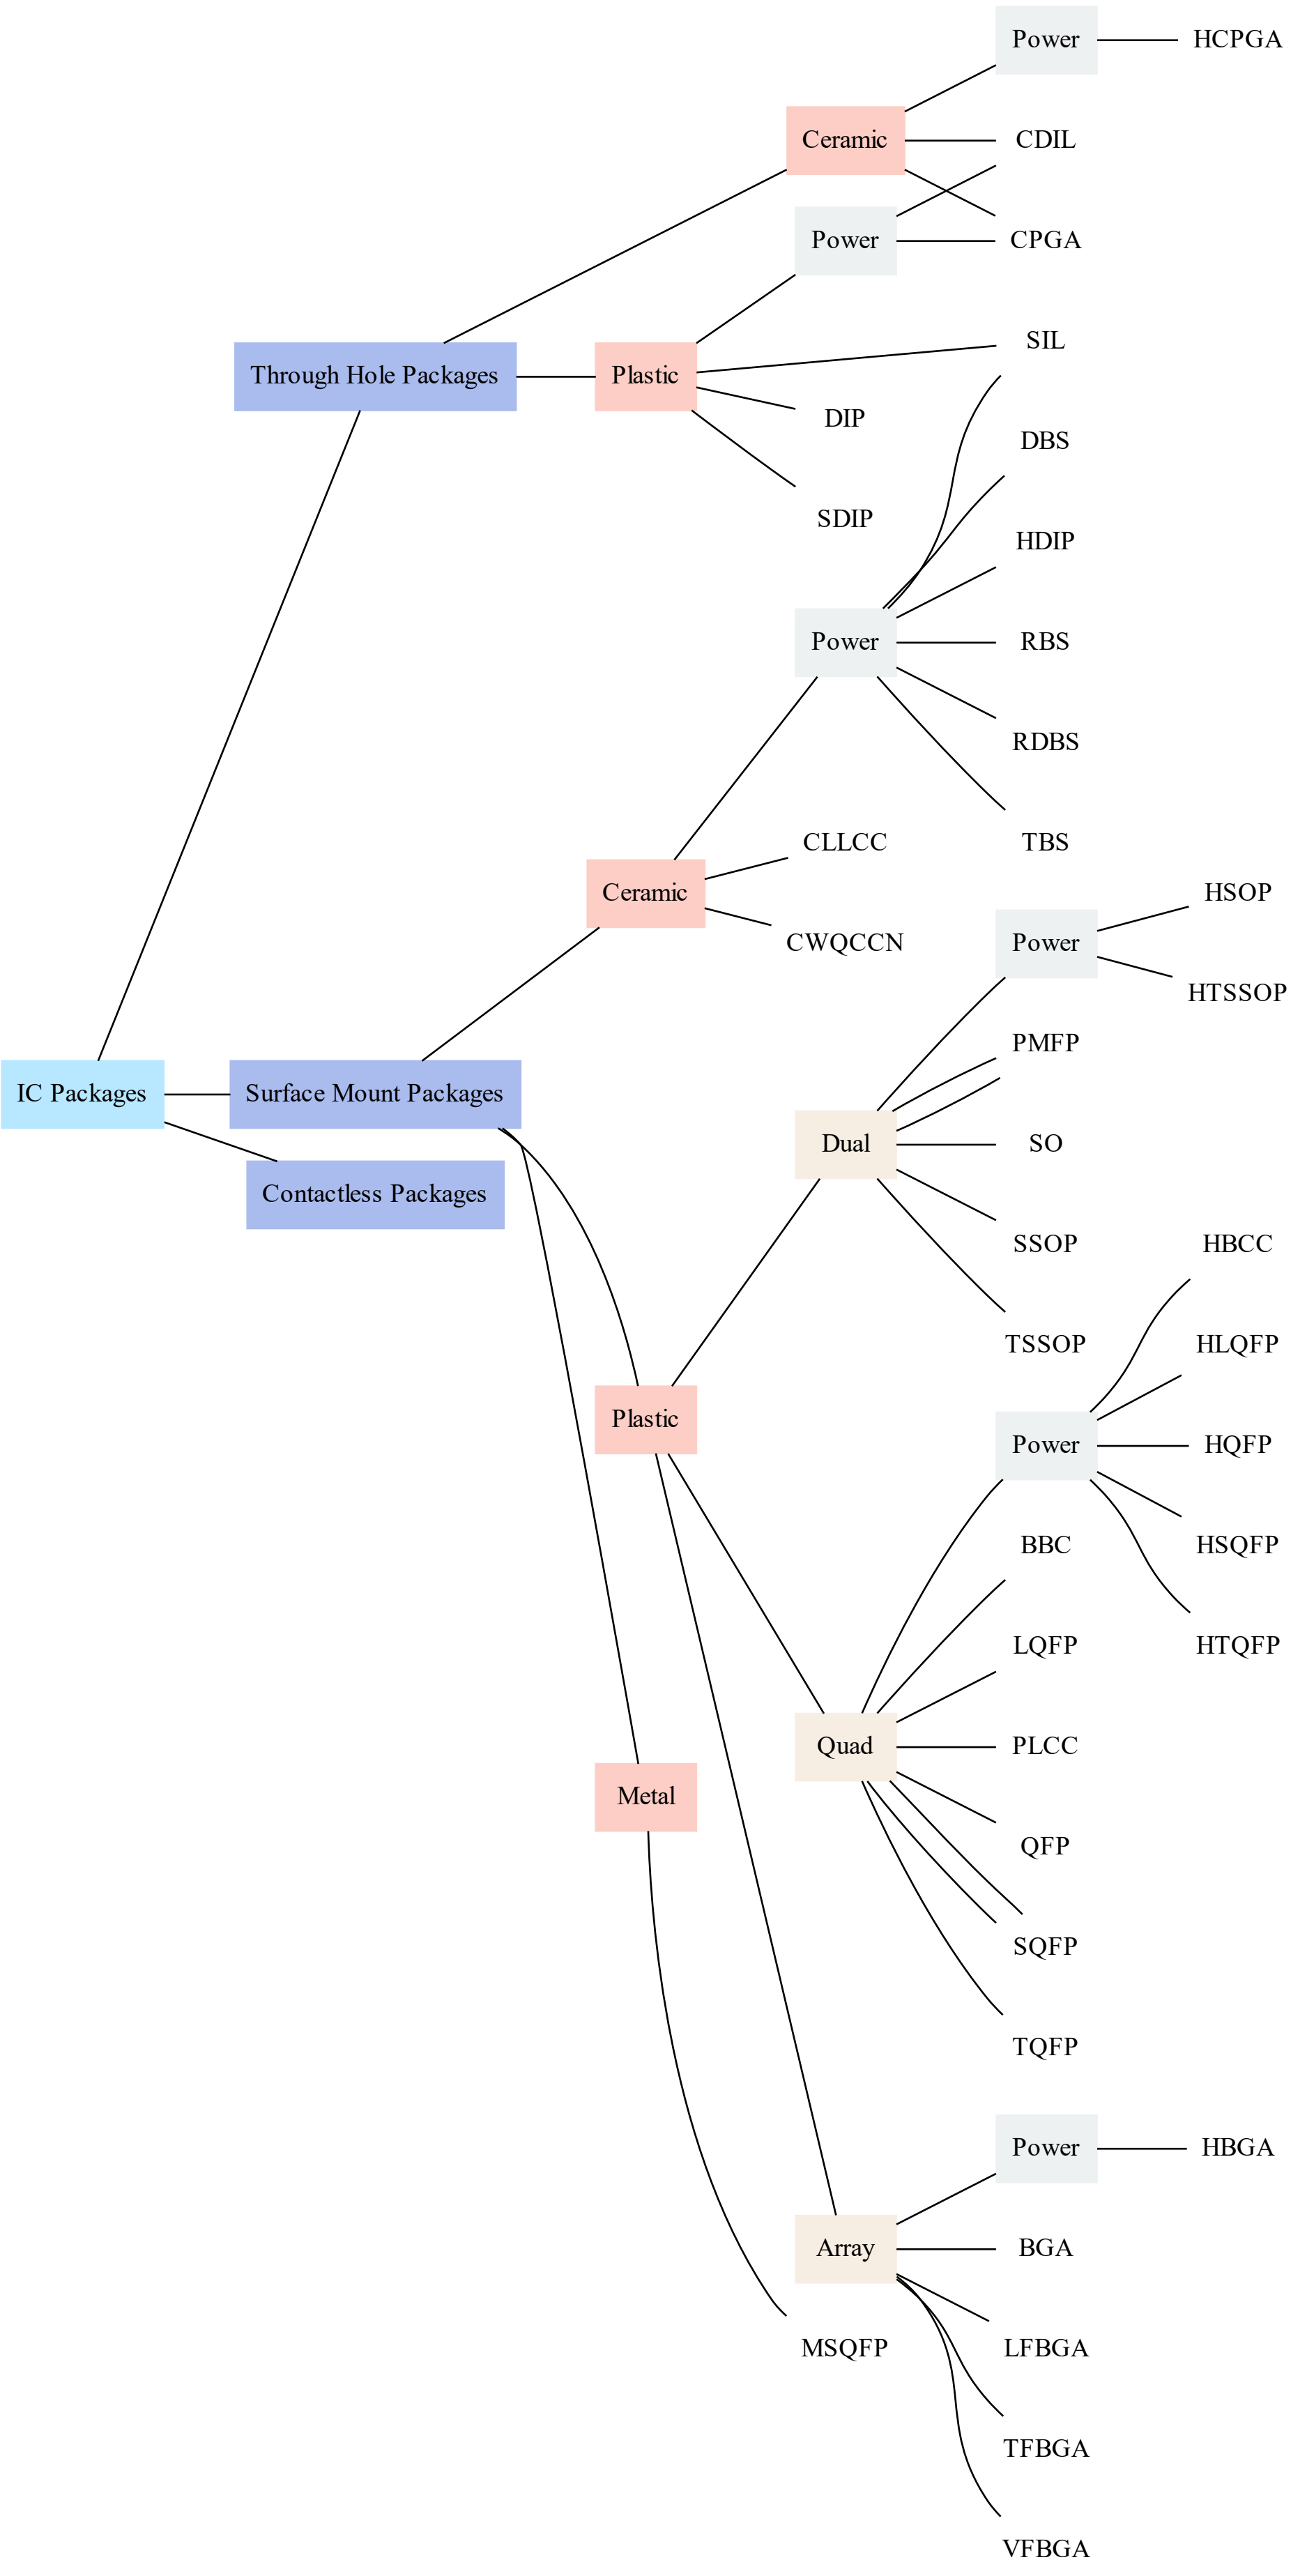 Power
HCPGA
Ceramic
CDIL
Power
CPGA
SIL
Through Hole Packages
Plastic
DIP
DBS
SDIP
HDIP
Power
RBS
RDBS
CLLCC
TBS
Ceramic
HSOP
CWQCCN
Power
HTSSOP
PMFP
IC Packages
Surface Mount Packages
Dual
SO
Contactless Packages
SSOP
HBCC
TSSOP
HLQFP
Plastic
Power
HQFP
BBC
HSQFP
LQFP
HTQFP
Quad
PLCC
Metal
QFP
SQFP
TQFP
Power
HBGA
Array
BGA
MSQFP
LFBGA
TFBGA
VFBGA